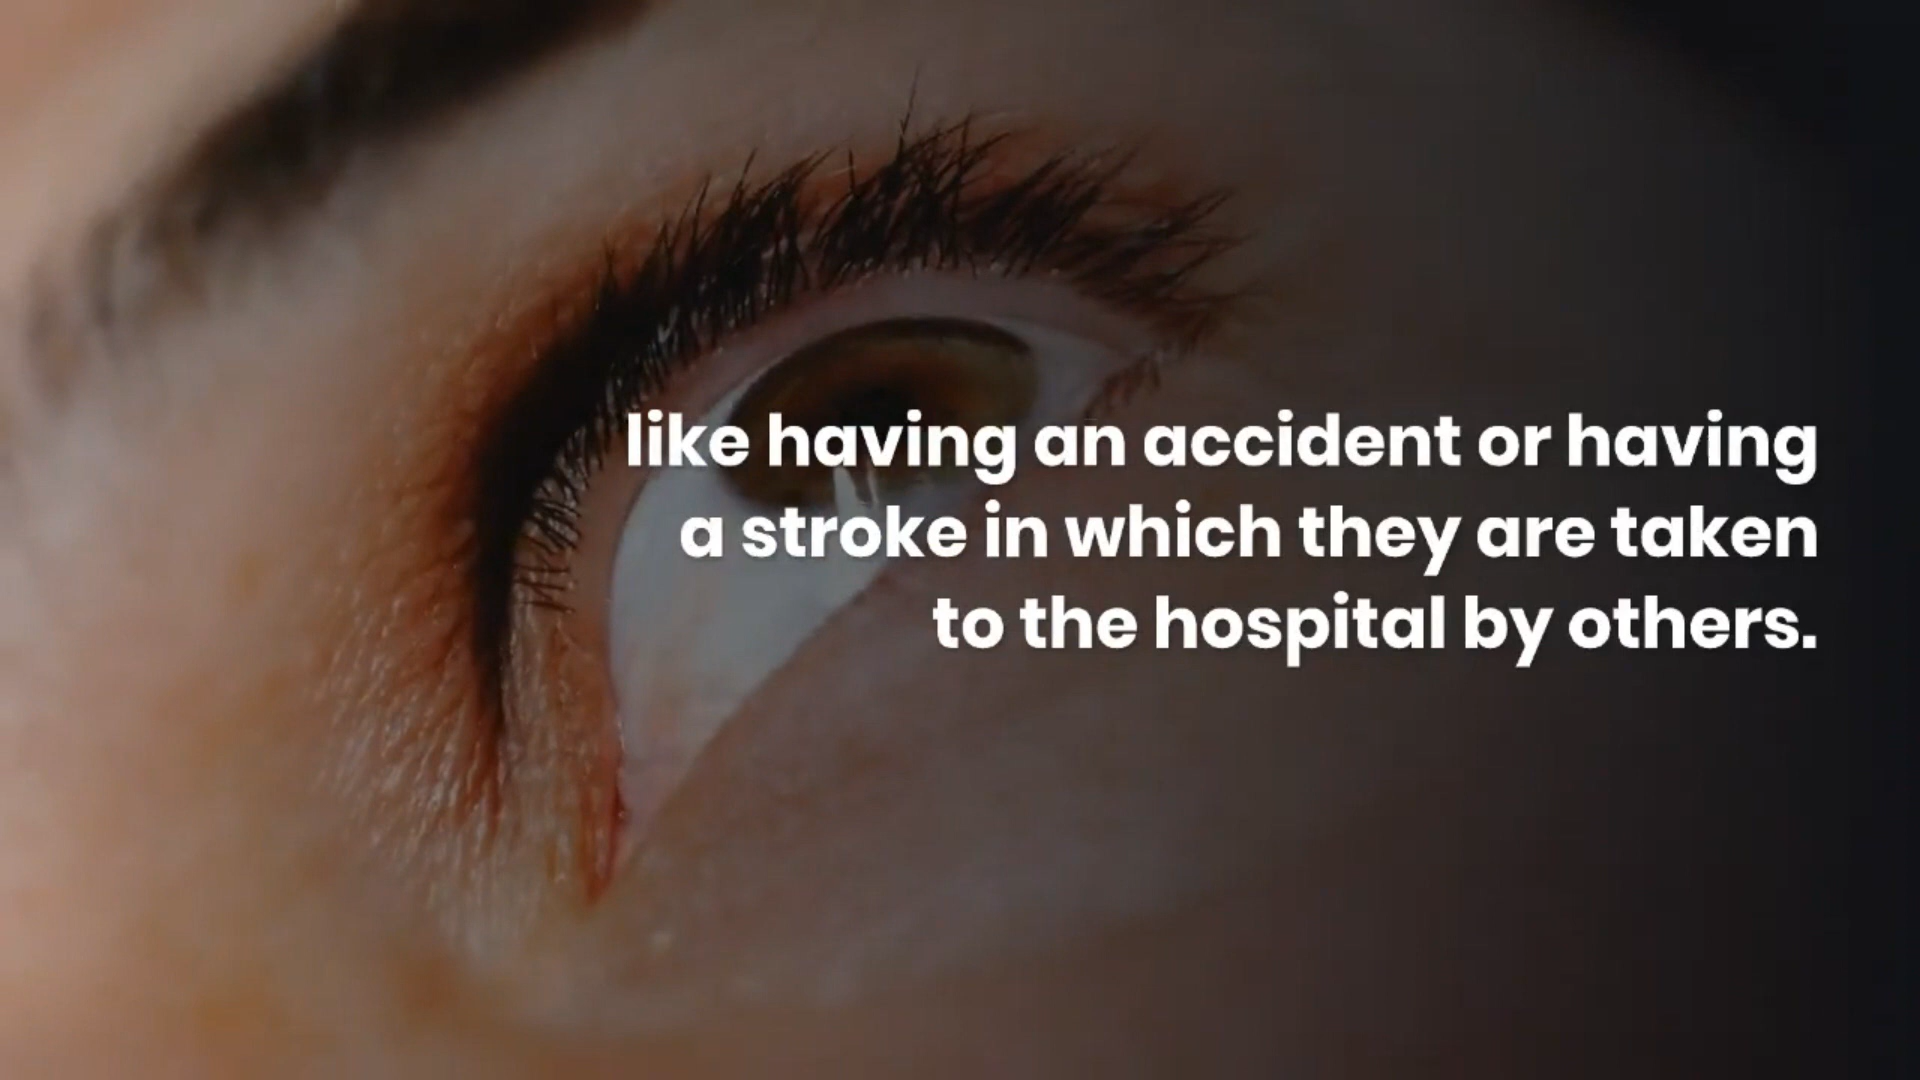 like having an accident or having
a stroke in which they are taken
to the hospital by others.